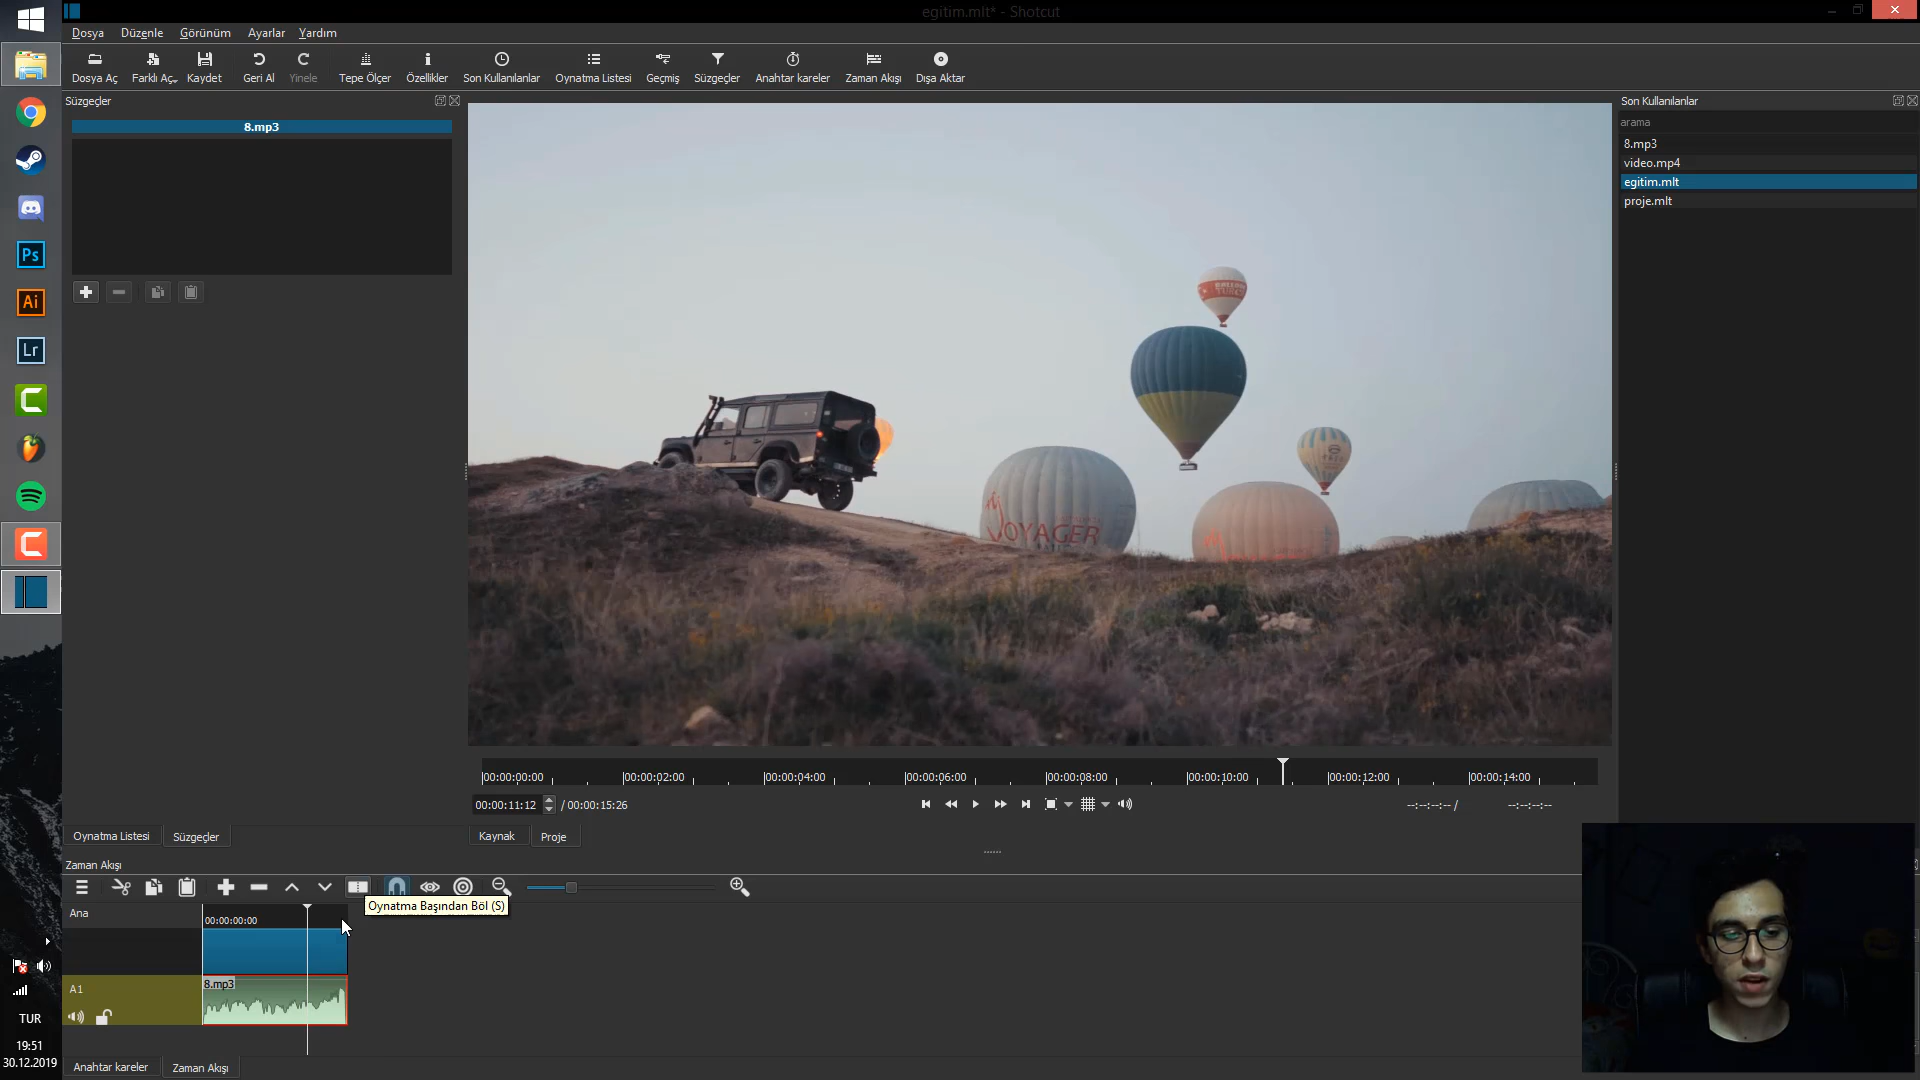 egitim.mlt* - Shotcut
Dosya Düzenle Görünüm Ayarlar Yardım
Dosya Aç Farklı Aç.. Kaydet Geri Al Yinele Tepe Ölçer Özellikler Son Kullanılanlar Oynatma Listesi Geçmiş Süzgeçler Anahtar kareler Zaman Akışı Dışa Aktar
Süzgeçler
8.mp3
Son Kullanılanlar
arama
8.mp3
video.mp4
egitim.mlt
proje.mlt
Ps
Ai
Lr
VOYAGER
00:00:00:00 00:00:02:00 00:00:04:00 00:00:06:00 00:00:08:00 00:00:10:00 00:00:12:00 00:00:14:00
00:00:11:12 / 00:00:15:26
--:--:--:-- / --:--:--:--
Oynatma Listesi Süzgeçler
Kaynak Proje
Zaman Akışı
Oynatma Başından Böl (S)
Ana
00:00:00:00
8.mp3
A1
Anahtar kareler Zaman Akışı
TUR
19:51
30.12.2019